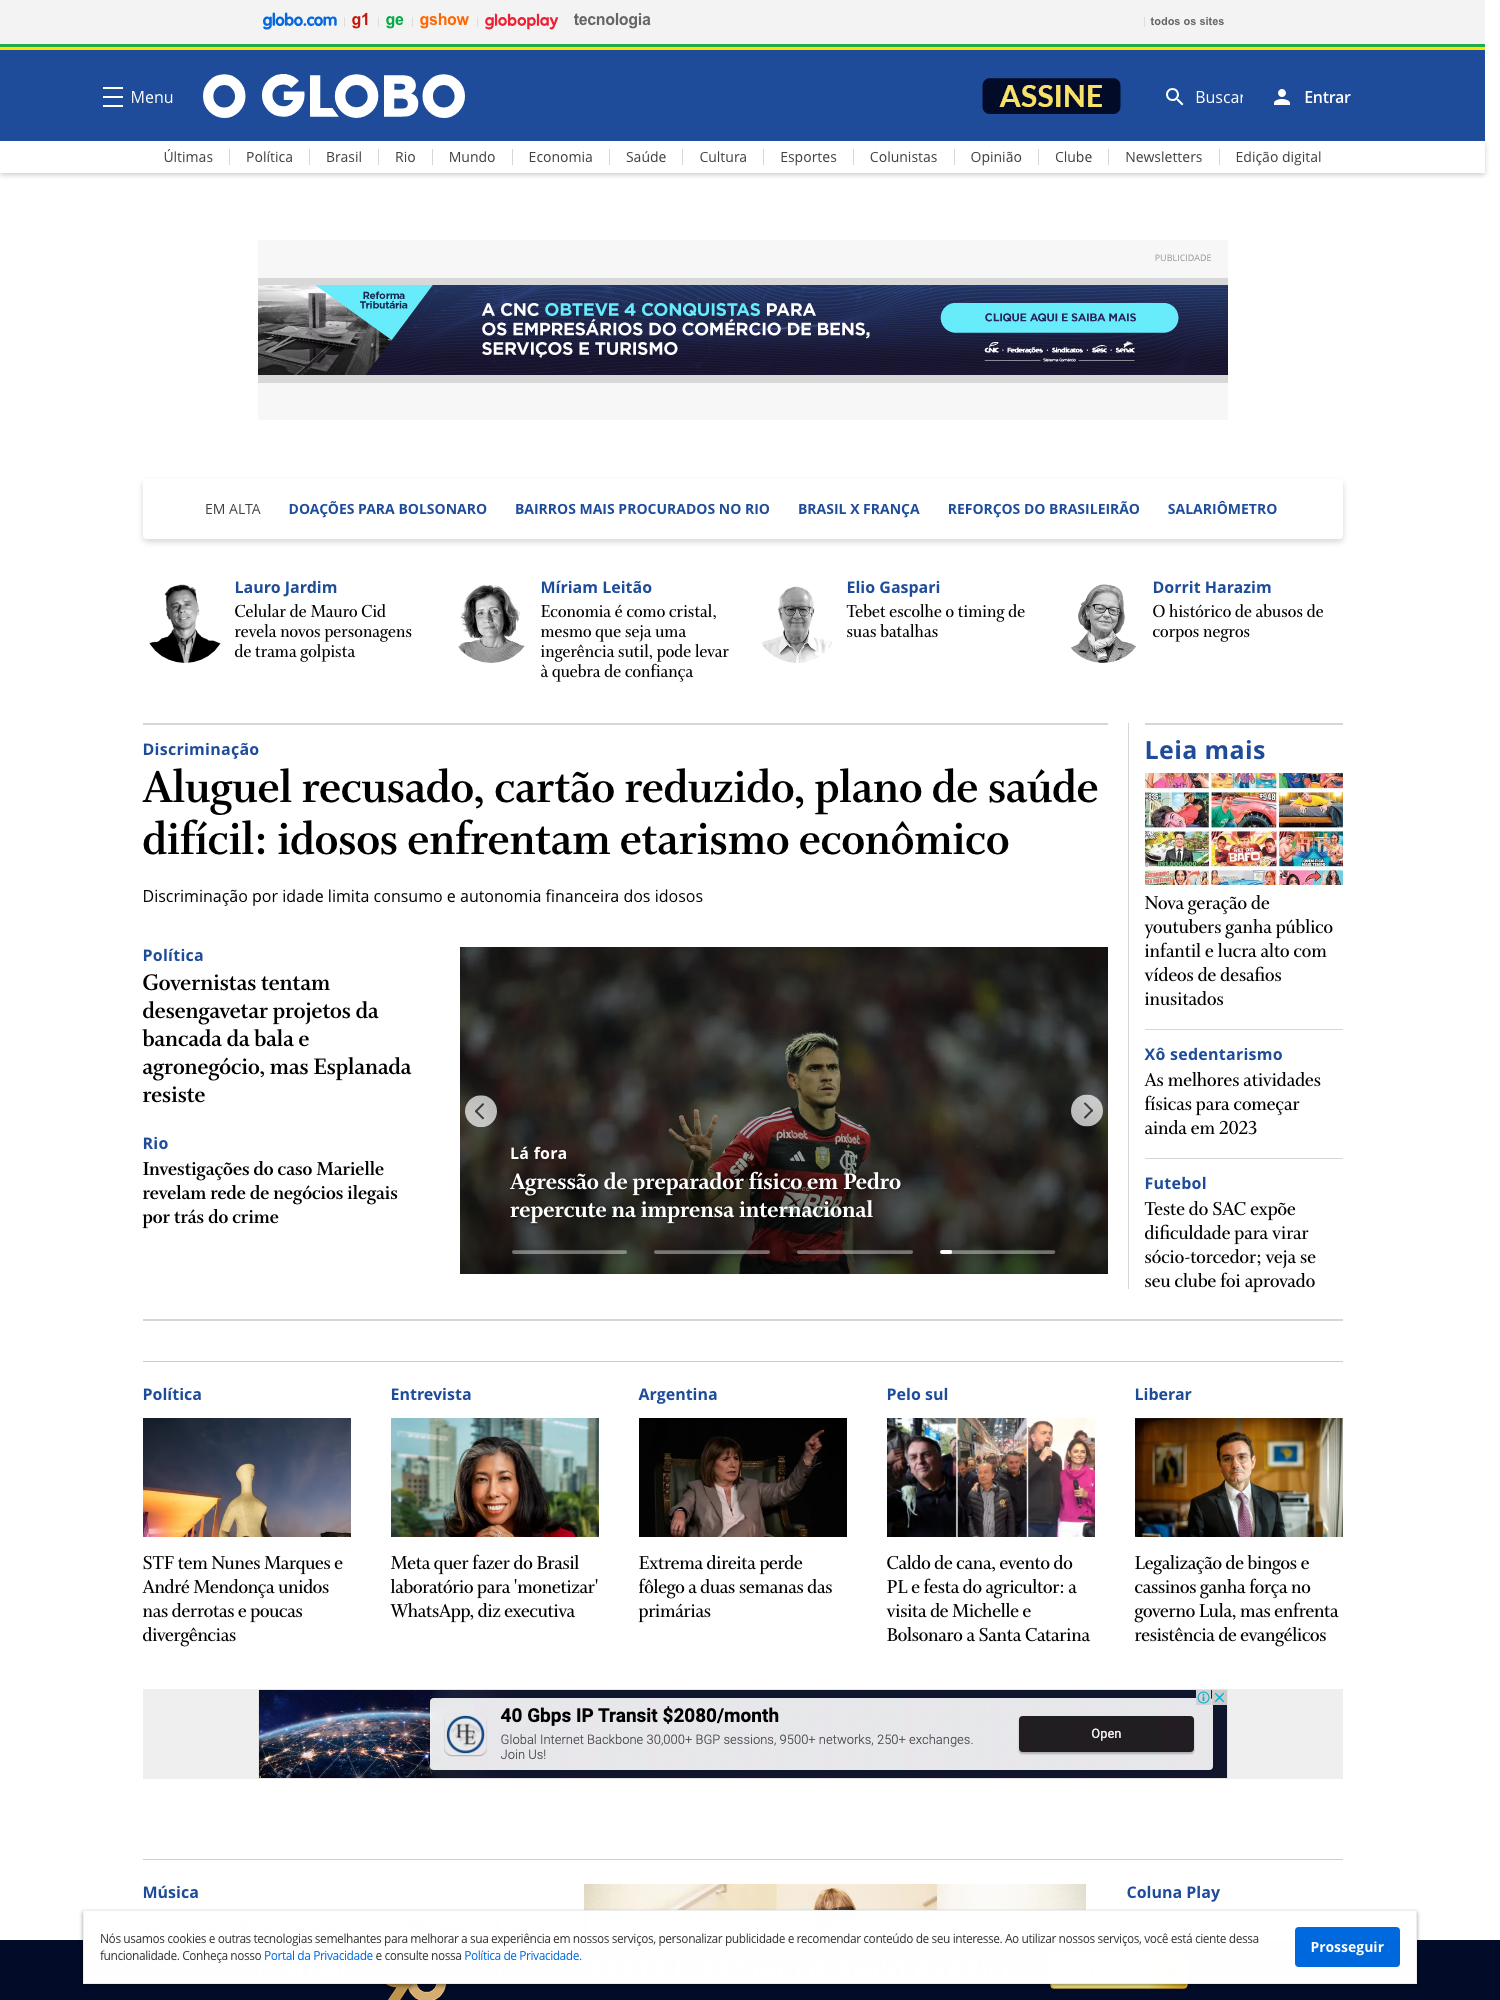 globo.com g1 ge gshow globoplay tecnologia todos os sites
Menu O GLOBO ASSINE Buscar Entrar
Últimas Política Brasil Rio Mundo Economia Saúde Cultura Esportes Colunistas Opinião Clube Newsletters Edição digital
PUBLICIDADE
Reforma
Tributária
A CNC OBTEVE 4 CONQUISTAS PARA
OS EMPRESÁRIOS DO COMÉRCIO DE BENS,
SERVIÇOS E TURISMO
CLIQUE AQUI E SAIBA MAIS
CNC · Federações · Sindicatos · Sesc · Senac
Sistema Comércio
EM ALTA DOAÇÕES PARA BOLSONARO BAIRROS MAIS PROCURADOS NO RIO BRASIL X FRANÇA REFORÇOS DO BRASILEIRÃO SALARIÔMETRO
Lauro Jardim
Celular de Mauro Cid
revela novos personagens
de trama golpista
Míriam Leitão
Economia é como cristal,
mesmo que seja uma
ingerência sutil, pode levar
à quebra de confiança
Elio Gaspari
Tebet escolhe o timing de
suas batalhas
Dorrit Harazim
O histórico de abusos de
corpos negros
Discriminação
Aluguel recusado, cartão reduzido, plano de saúde
difícil: idosos enfrentam etarismo econômico
Discriminação por idade limita consumo e autonomia financeira dos idosos
Política
Governistas tentam
desengavetar projetos da
bancada da bala e
agronegócio, mas Esplanada
resiste
Rio
Investigações do caso Marielle
revelam rede de negócios ilegais
por trás do crime
pixbet pixbet
Lá fora
Agressão de preparador físico em Pedro
repercute na imprensa internacional
Leia mais
BAFO
Nova geração de
youtubers ganha público
infantil e lucra alto com
vídeos de desafios
inusitados
Xô sedentarismo
As melhores atividades
físicas para começar
ainda em 2023
Futebol
Teste do SAC expõe
dificuldade para virar
sócio-torcedor; veja se
seu clube foi aprovado
Política
STF tem Nunes Marques e
André Mendonça unidos
nas derrotas e poucas
divergências
Entrevista
Meta quer fazer do Brasil
laboratório para 'monetizar'
WhatsApp, diz executiva
Argentina
Extrema direita perde
fôlego a duas semanas das
primárias
Pelo sul
Caldo de cana, evento do
PL e festa do agricultor: a
visita de Michelle e
Bolsonaro a Santa Catarina
Liberar
Legalização de bingos e
cassinos ganha força no
governo Lula, mas enfrenta
resistência de evangélicos
HE
40 Gbps IP Transit $2080/month
Global Internet Backbone 30,000+ BGP sessions, 9500+ networks, 250+ exchanges.
Join Us!
Open
Música
Coluna Play
Nós usamos cookies e outras tecnologias semelhantes para melhorar a sua experiência em nossos serviços, personalizar publicidade e recomendar conteúdo de seu interesse. Ao utilizar nossos serviços, você está ciente dessa
funcionalidade. Conheça nosso Portal da Privacidade e consulte nossa Política de Privacidade.
Prosseguir